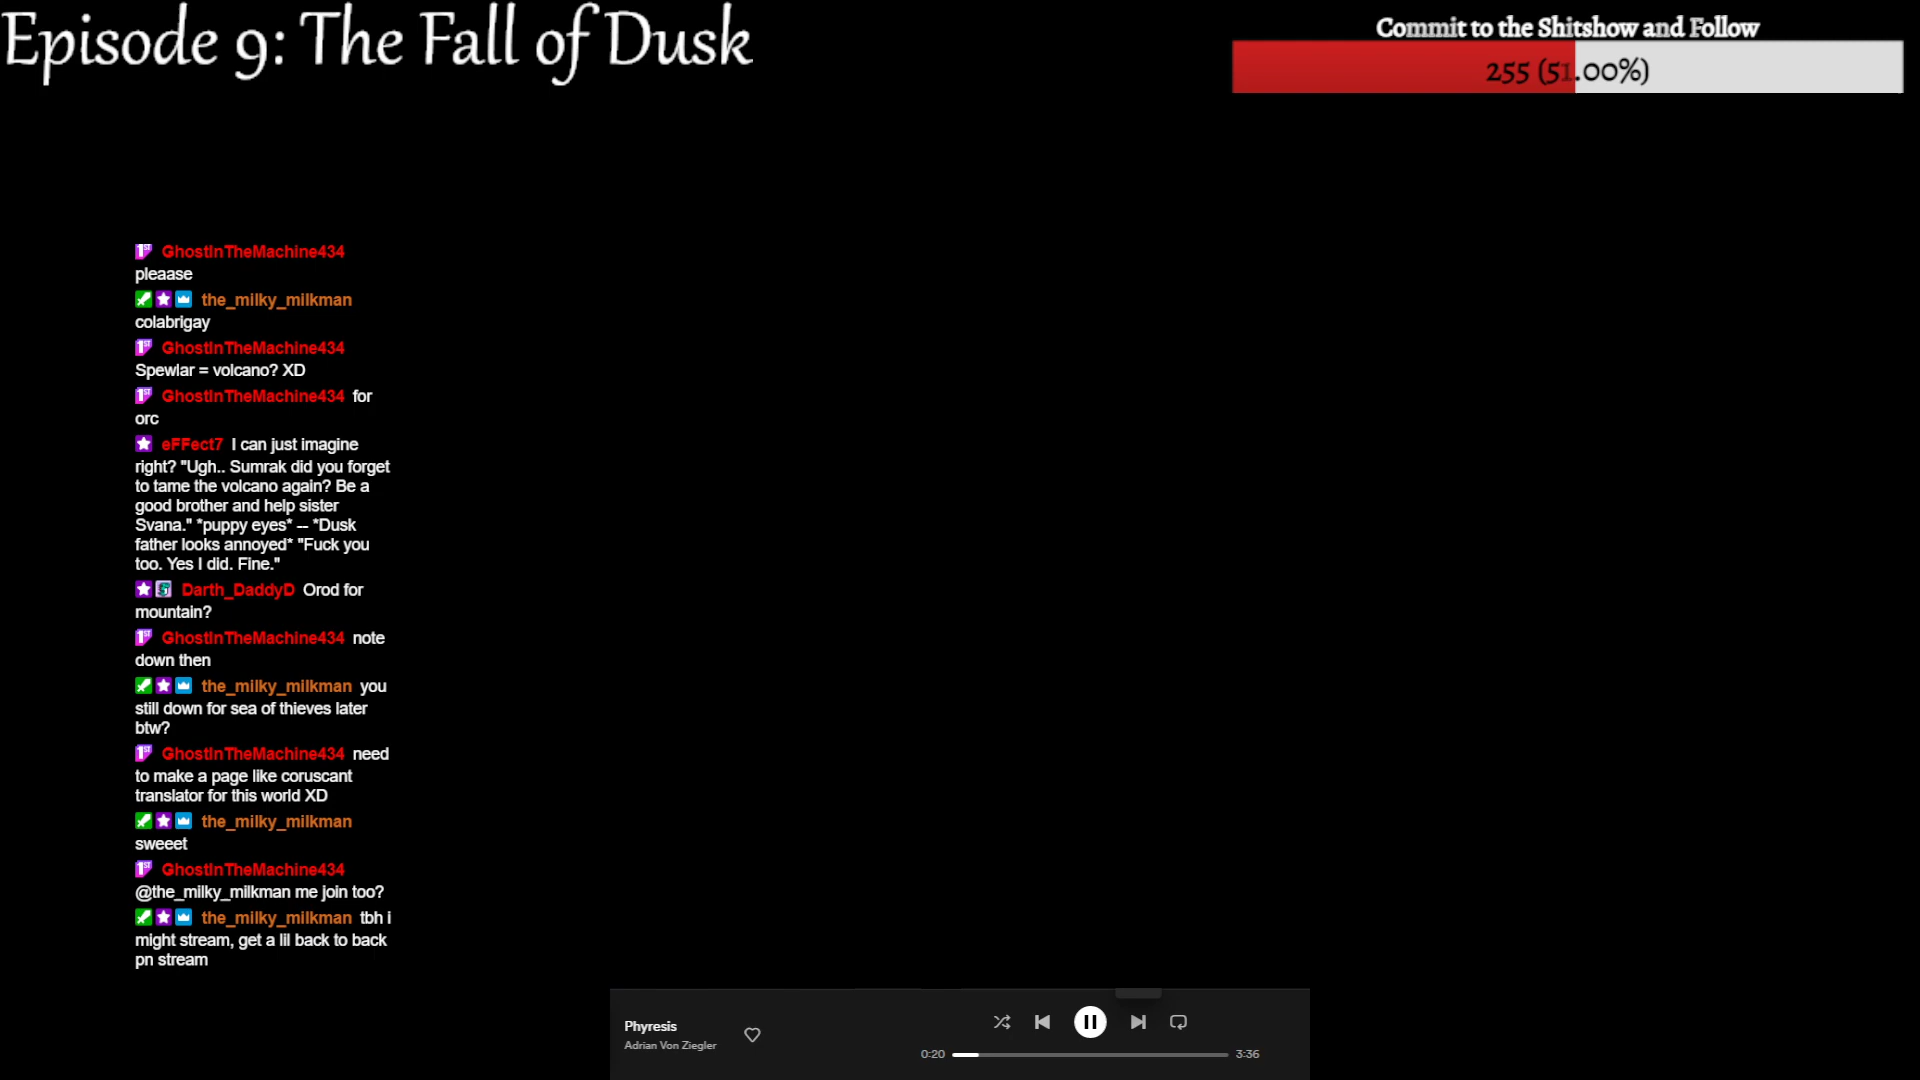 Episode 9: The Fall of Dusk
Commit to the Shitshow and Follow
255 (51.00%)
GhostInTheMachine434
pleaase
the_milky_milkman
colabrigay
GhostInTheMachine434
Spewlar = volcano? XD
GhostInTheMachine434 for
orc
eFFect7 I can just imagine
right? "Ugh.. Sumrak did you forget
to tame the volcano again? Be a
good brother and help sister
Svana." *puppy eyes* -- *Dusk
father looks annoyed* "Fuck you
too. Yes I did. Fine."
Darth_DaddyD Orod for
mountain?
GhostInTheMachine434 note
down then
the_milky_milkman you
still down for sea of thieves later
btw?
GhostInTheMachine434 need
to make a page like coruscant
translator for this world XD
the_milky_milkman
sweeet
GhostInTheMachine434
@the_milky_milkman me join too?
the_milky_milkman tbh i
might stream, get a lil back to back
pn stream
Phyresis
Adrian Von Ziegler
0:20
3:36